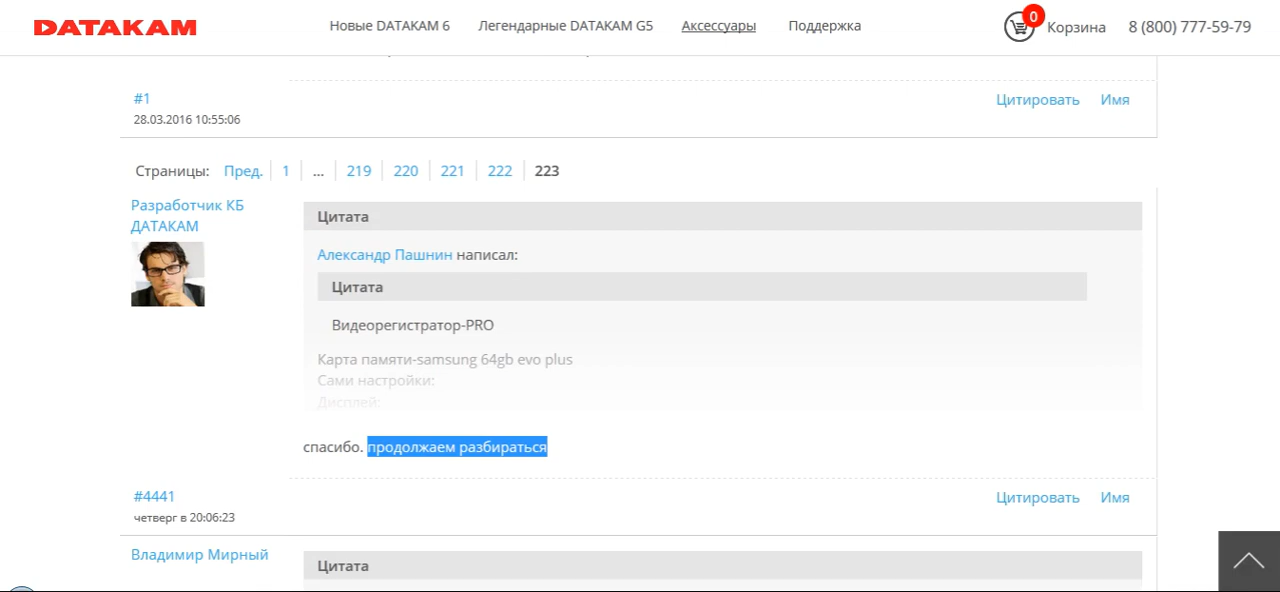 DATAKAM
Новые DATAKAM 6 Легендарные DATAKAM G5 Аксессуары Поддержка
0
Корзина 8 (800) 777-59-79
#1
28.03.2016 10:55:06
Цитировать Имя
Страницы: Пред. 1 ... 219 220 221 222 223
Разработчик КБ
ДАТАКАМ
Цитата
Александр Пашнин написал:
Цитата
Видеорегистратор-PRO
Карта памяти-samsung 64gb evo plus
Сами настройки:
Дисплей:
спасибо. продолжаем разбираться
#4441
четверг в 20:06:23
Цитировать Имя
Владимир Мирный
Цитата